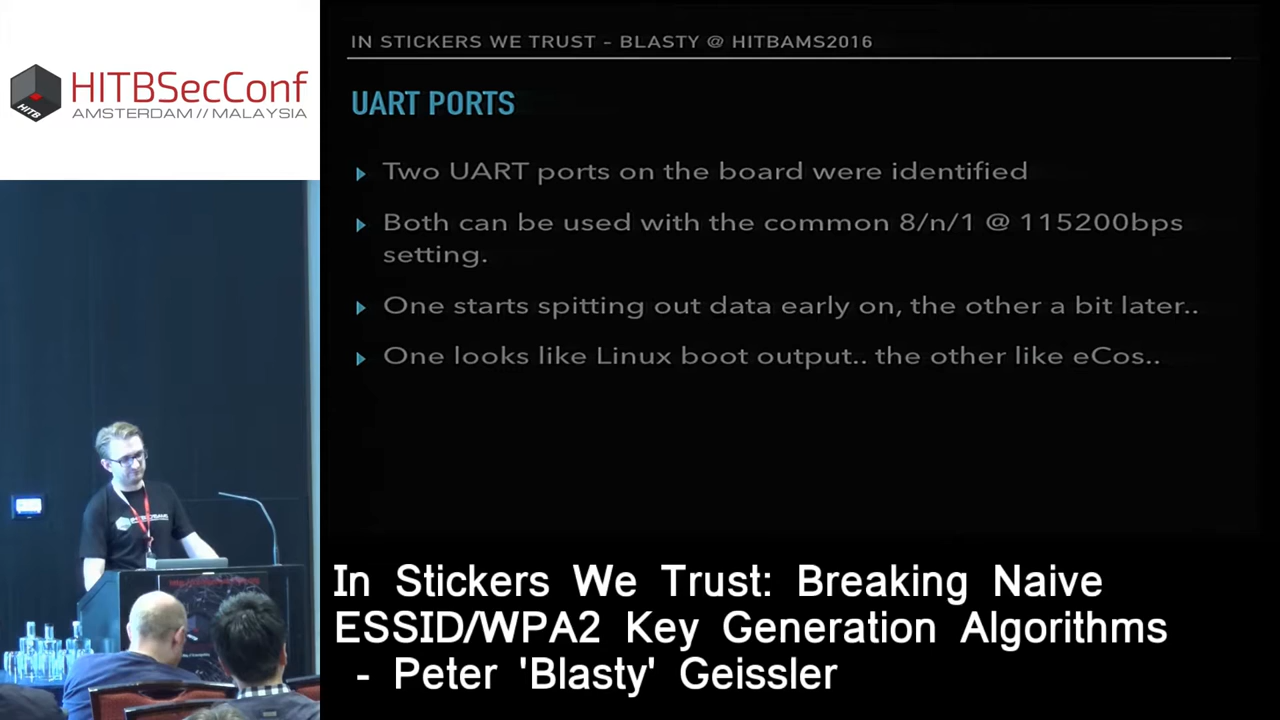 HITBSecConf
AMSTERDAM // MALAYSIA
HITB
IN STICKERS WE TRUST - BLASTY @ HITBAMS2016
UART PORTS
Two UART ports on the board were identified
Both can be used with the common 8/n/1 @ 115200bps
setting.
One starts spitting out data early on, the other a bit later..
One looks like Linux boot output.. the other like eCos..
In Stickers We Trust: Breaking Naive
ESSID/WPA2 Key Generation Algorithms
- Peter 'Blasty' Geissler